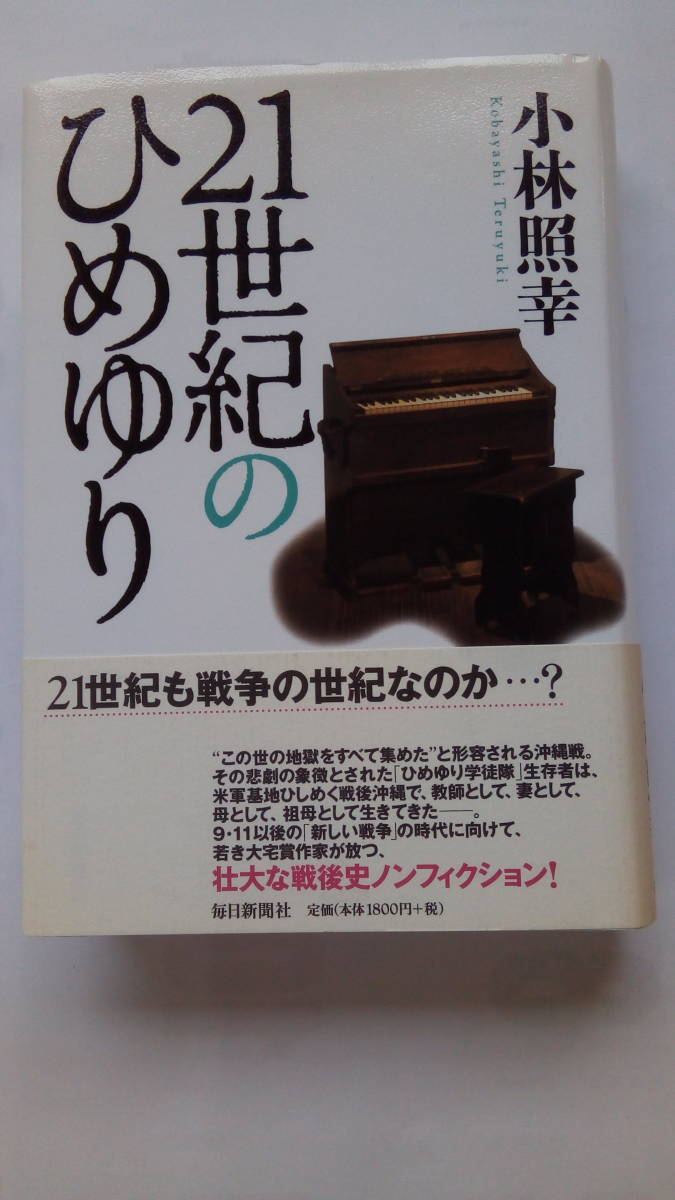 小林照幸
Kobayashi Teruyuki
21世紀の
ひめゆり
21世紀も戦争の世紀なのか…?
“この世の地獄をすべて集めた”と形容される沖縄戦。
その悲劇の象徴とされた「ひめゆり学徒隊」生存者は、
米軍基地ひしめく戦後沖縄で、教師として、妻として、
母として、祖母として生きてきた――。
9・11以後の「新しい戦争」の時代に向けて、
若き大宅賞作家が放つ、
壮大な戦後史ノンフィクション!
毎日新聞社 定価(本体1800円+税)